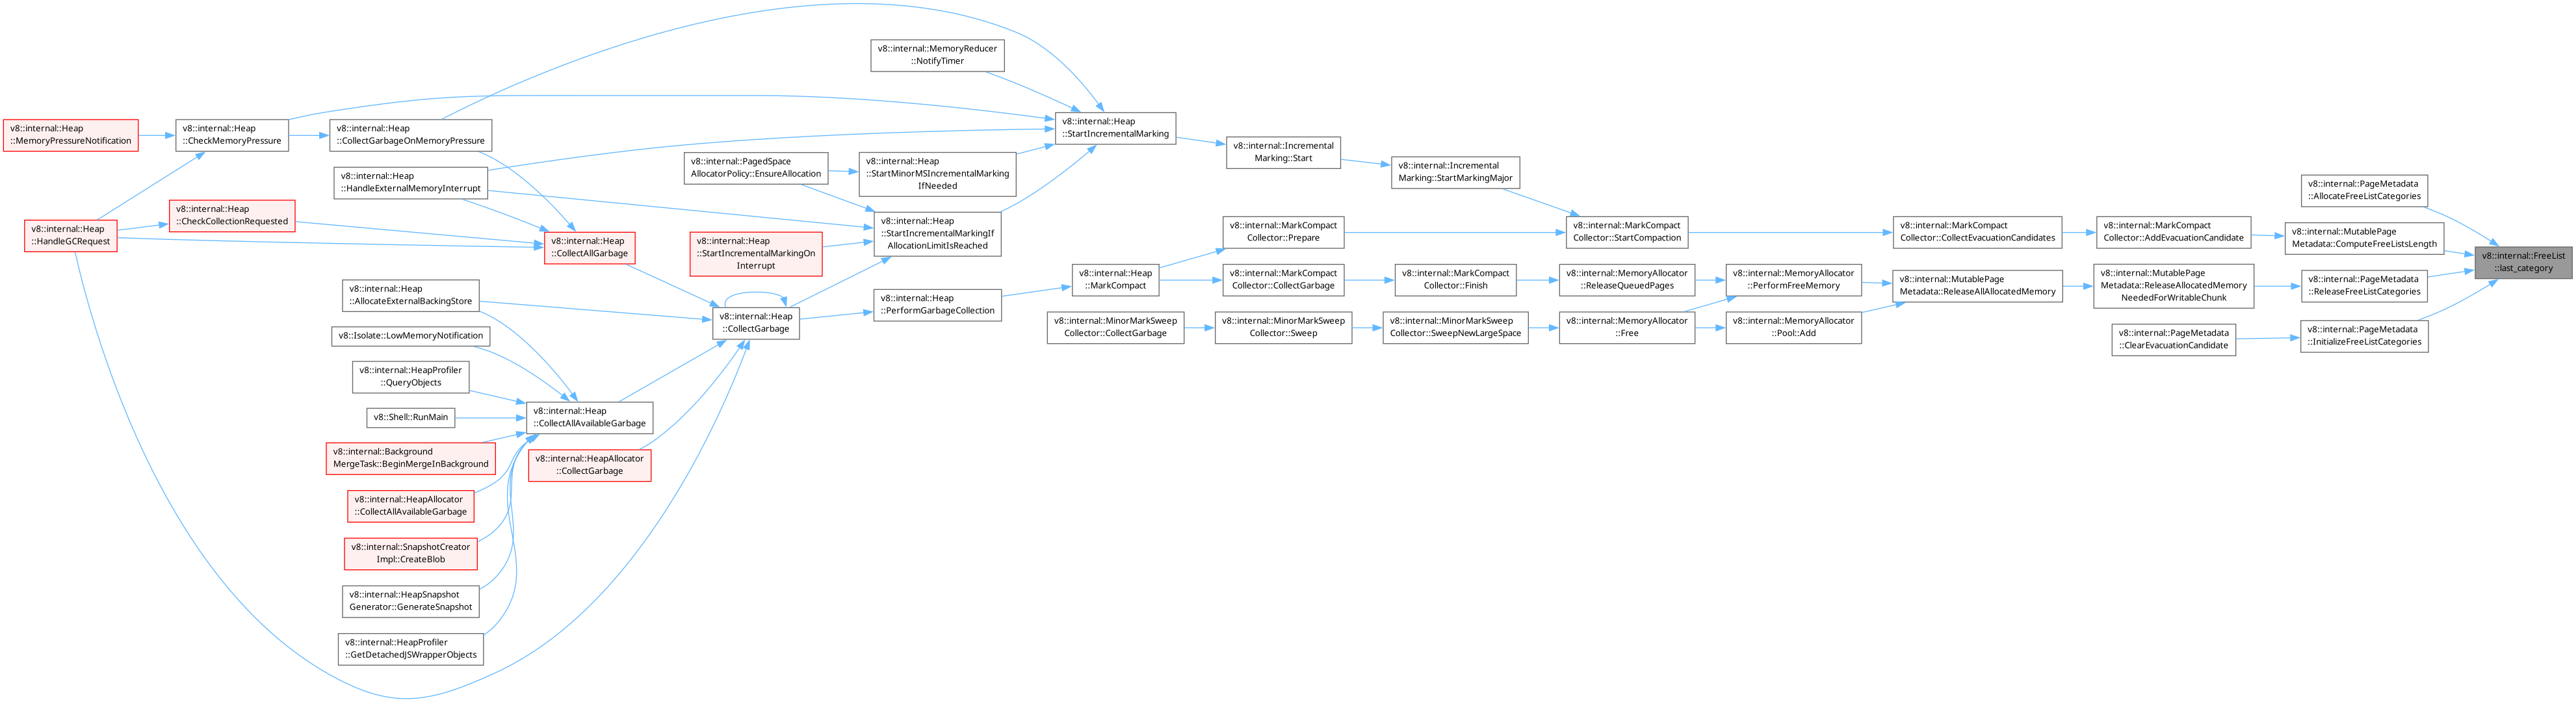 v8::internal::MemoryReducer
::NotifyTimer
v8::internal::Heap
::MemoryPressureNotification
v8::internal::Heap
::CheckMemoryPressure
v8::internal::Heap
::CollectGarbageOnMemoryPressure
v8::internal::Heap
::StartIncrementalMarking
v8::internal::Incremental
Marking::Start
v8::internal::PagedSpace
AllocatorPolicy::EnsureAllocation
v8::internal::Heap
::StartMinorMSIncrementalMarking
IfNeeded
v8::internal::Incremental
Marking::StartMarkingMajor
v8::internal::Heap
::HandleExternalMemoryInterrupt
v8::internal::PageMetadata
::AllocateFreeListCategories
v8::internal::Heap
::HandleGCRequest
v8::internal::Heap
::CheckCollectionRequested
v8::internal::Heap
::CollectAllGarbage
v8::internal::Heap
::StartIncrementalMarkingOn
Interrupt
v8::internal::Heap
::StartIncrementalMarkingIf
AllocationLimitIsReached
v8::internal::MarkCompact
Collector::Prepare
v8::internal::MarkCompact
Collector::StartCompaction
v8::internal::MarkCompact
Collector::CollectEvacuationCandidates
v8::internal::MarkCompact
Collector::AddEvacuationCandidate
v8::internal::MutablePage
Metadata::ComputeFreeListsLength
v8::internal::FreeList
::last_category
v8::internal::Heap
::AllocateExternalBackingStore
v8::internal::Heap
::CollectGarbage
v8::internal::Heap
::PerformGarbageCollection
v8::internal::Heap
::MarkCompact
v8::internal::MarkCompact
Collector::CollectGarbage
v8::internal::MarkCompact
Collector::Finish
v8::internal::MemoryAllocator
::ReleaseQueuedPages
v8::internal::MemoryAllocator
::PerformFreeMemory
v8::internal::MutablePage
Metadata::ReleaseAllAllocatedMemory
v8::internal::MutablePage
Metadata::ReleaseAllocatedMemory
NeededForWritableChunk
v8::internal::PageMetadata
::ReleaseFreeListCategories
v8::Isolate::LowMemoryNotification
v8::internal::MinorMarkSweep
Collector::CollectGarbage
v8::internal::MinorMarkSweep
Collector::Sweep
v8::internal::MinorMarkSweep
Collector::SweepNewLargeSpace
v8::internal::MemoryAllocator
::Free
v8::internal::MemoryAllocator
::Pool::Add
v8::internal::PageMetadata
::ClearEvacuationCandidate
v8::internal::PageMetadata
::InitializeFreeListCategories
v8::internal::HeapProfiler
::QueryObjects
v8::Shell::RunMain
v8::internal::Heap
::CollectAllAvailableGarbage
v8::internal::Background
MergeTask::BeginMergeInBackground
v8::internal::HeapAllocator
::CollectGarbage
v8::internal::HeapAllocator
::CollectAllAvailableGarbage
v8::internal::SnapshotCreator
Impl::CreateBlob
v8::internal::HeapSnapshot
Generator::GenerateSnapshot
v8::internal::HeapProfiler
::GetDetachedJSWrapperObjects